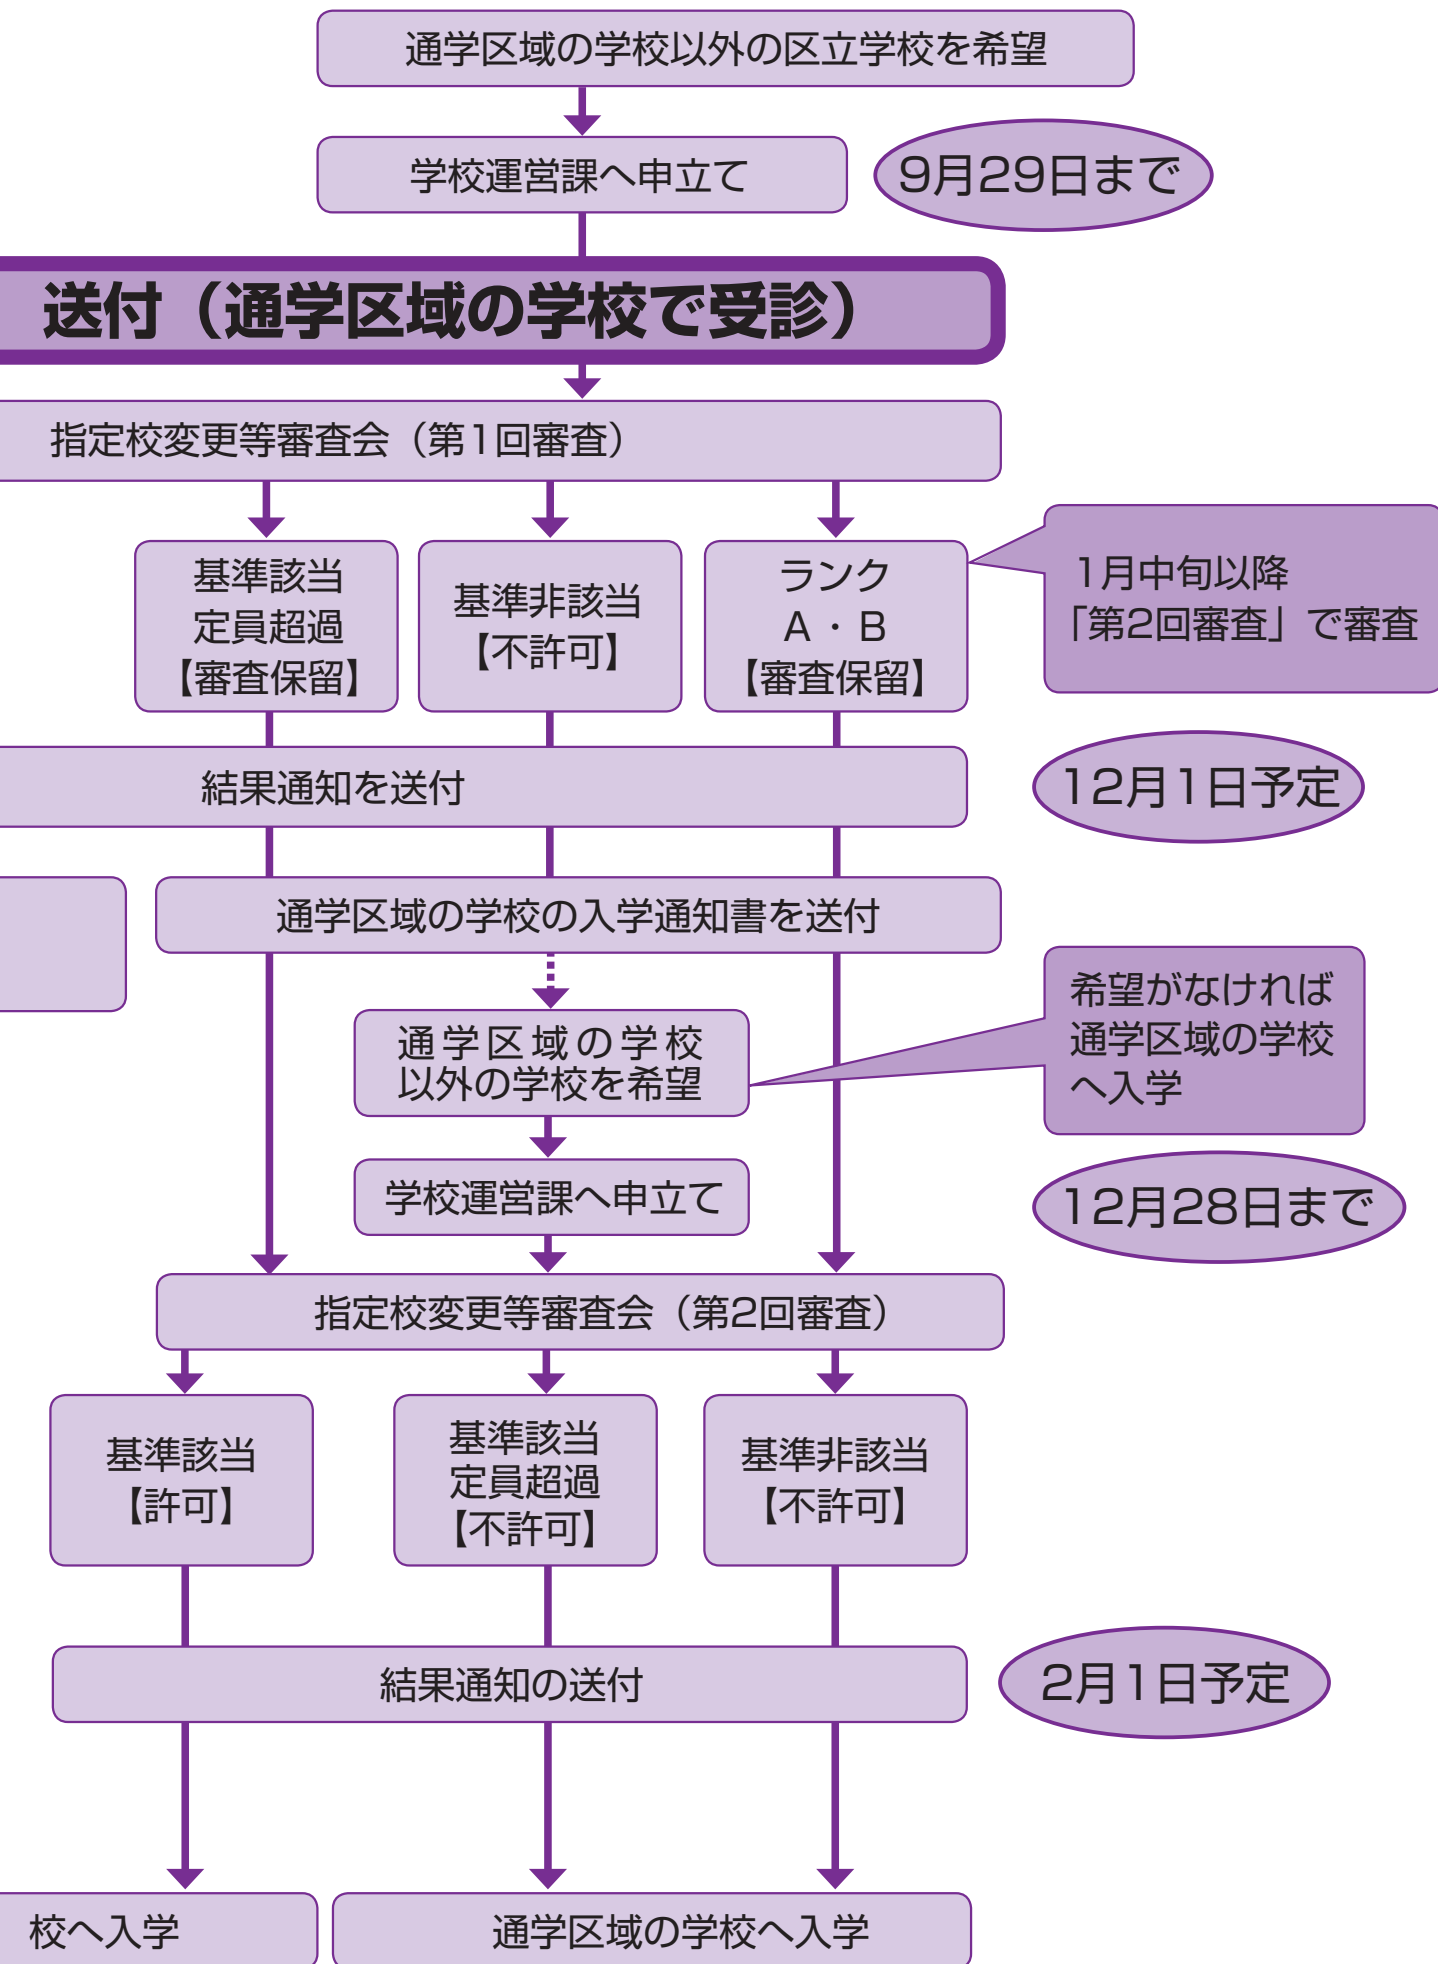 通学区域の学校以外の区立学校を希望
学校運営課へ申立て
9月29日まで
送付（通学区域の学校で受診）
指定校変更等審査会（第1回審査）
基準該当
定員超過
【審査保留】
基準非該当
【不許可】
ランク
A・B
【審査保留】
1月中旬以降
「第2回審査」で審査
結果通知を送付
12月1日予定
通学区域の学校の入学通知書を送付
通学区域の学校
以外の学校を希望
希望がなければ
通学区域の学校
へ入学
学校運営課へ申立て
12月28日まで
指定校変更等審査会（第2回審査）
基準該当
【許可】
基準該当
定員超過
【不許可】
基準非該当
【不許可】
結果通知の送付
2月1日予定
校へ入学
通学区域の学校へ入学